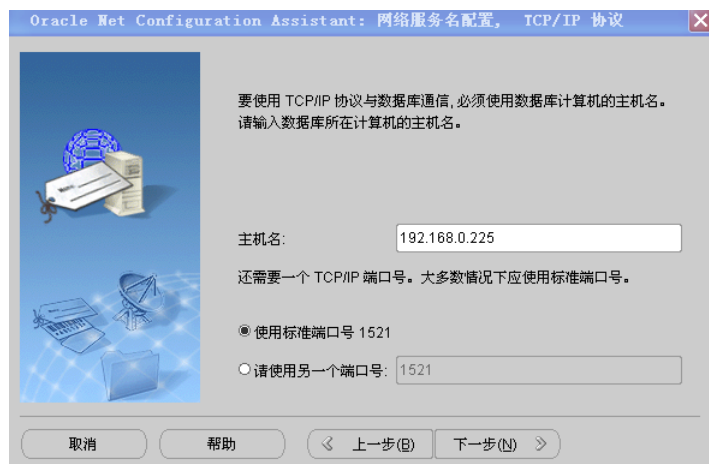 Oracle Net Configuration Assistant: 网络服务名配置, TCP/IP 协议
要使用 TCP/IP 协议与数据库通信,必须使用数据库计算机的主机名。
请输入数据库所在计算机的主机名。
主机名: 192.168.0.225
还需要一个 TCP/IP 端口号。大多数情况下应使用标准端口号。
使用标准端口号 1521
请使用另一个端口号: 1521
取消 帮助 上一步(B) 下一步(N)